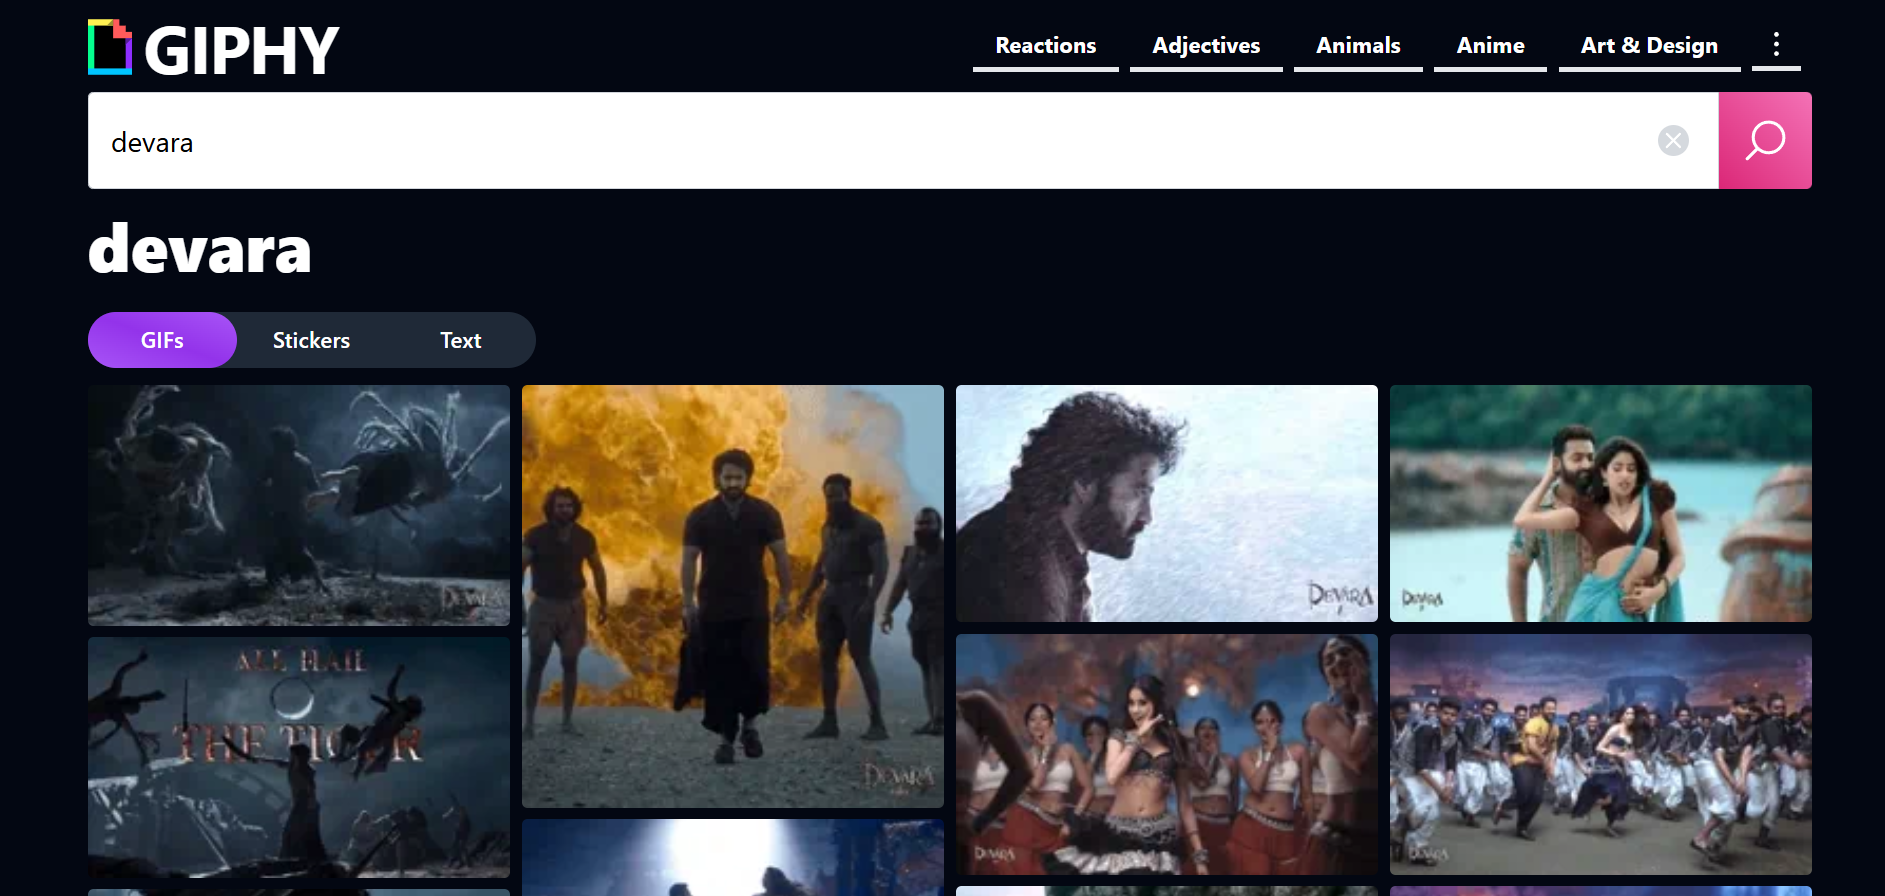 GIPHY
Reactions
Adjectives
Animals
Anime
Art & Design
devara
devara
GIFs
Stickers
Text
DEVARA
ALL HAIL
THE TIGER
DEVARA
DEVARA
DEVARA
DEVARA
DEVARA